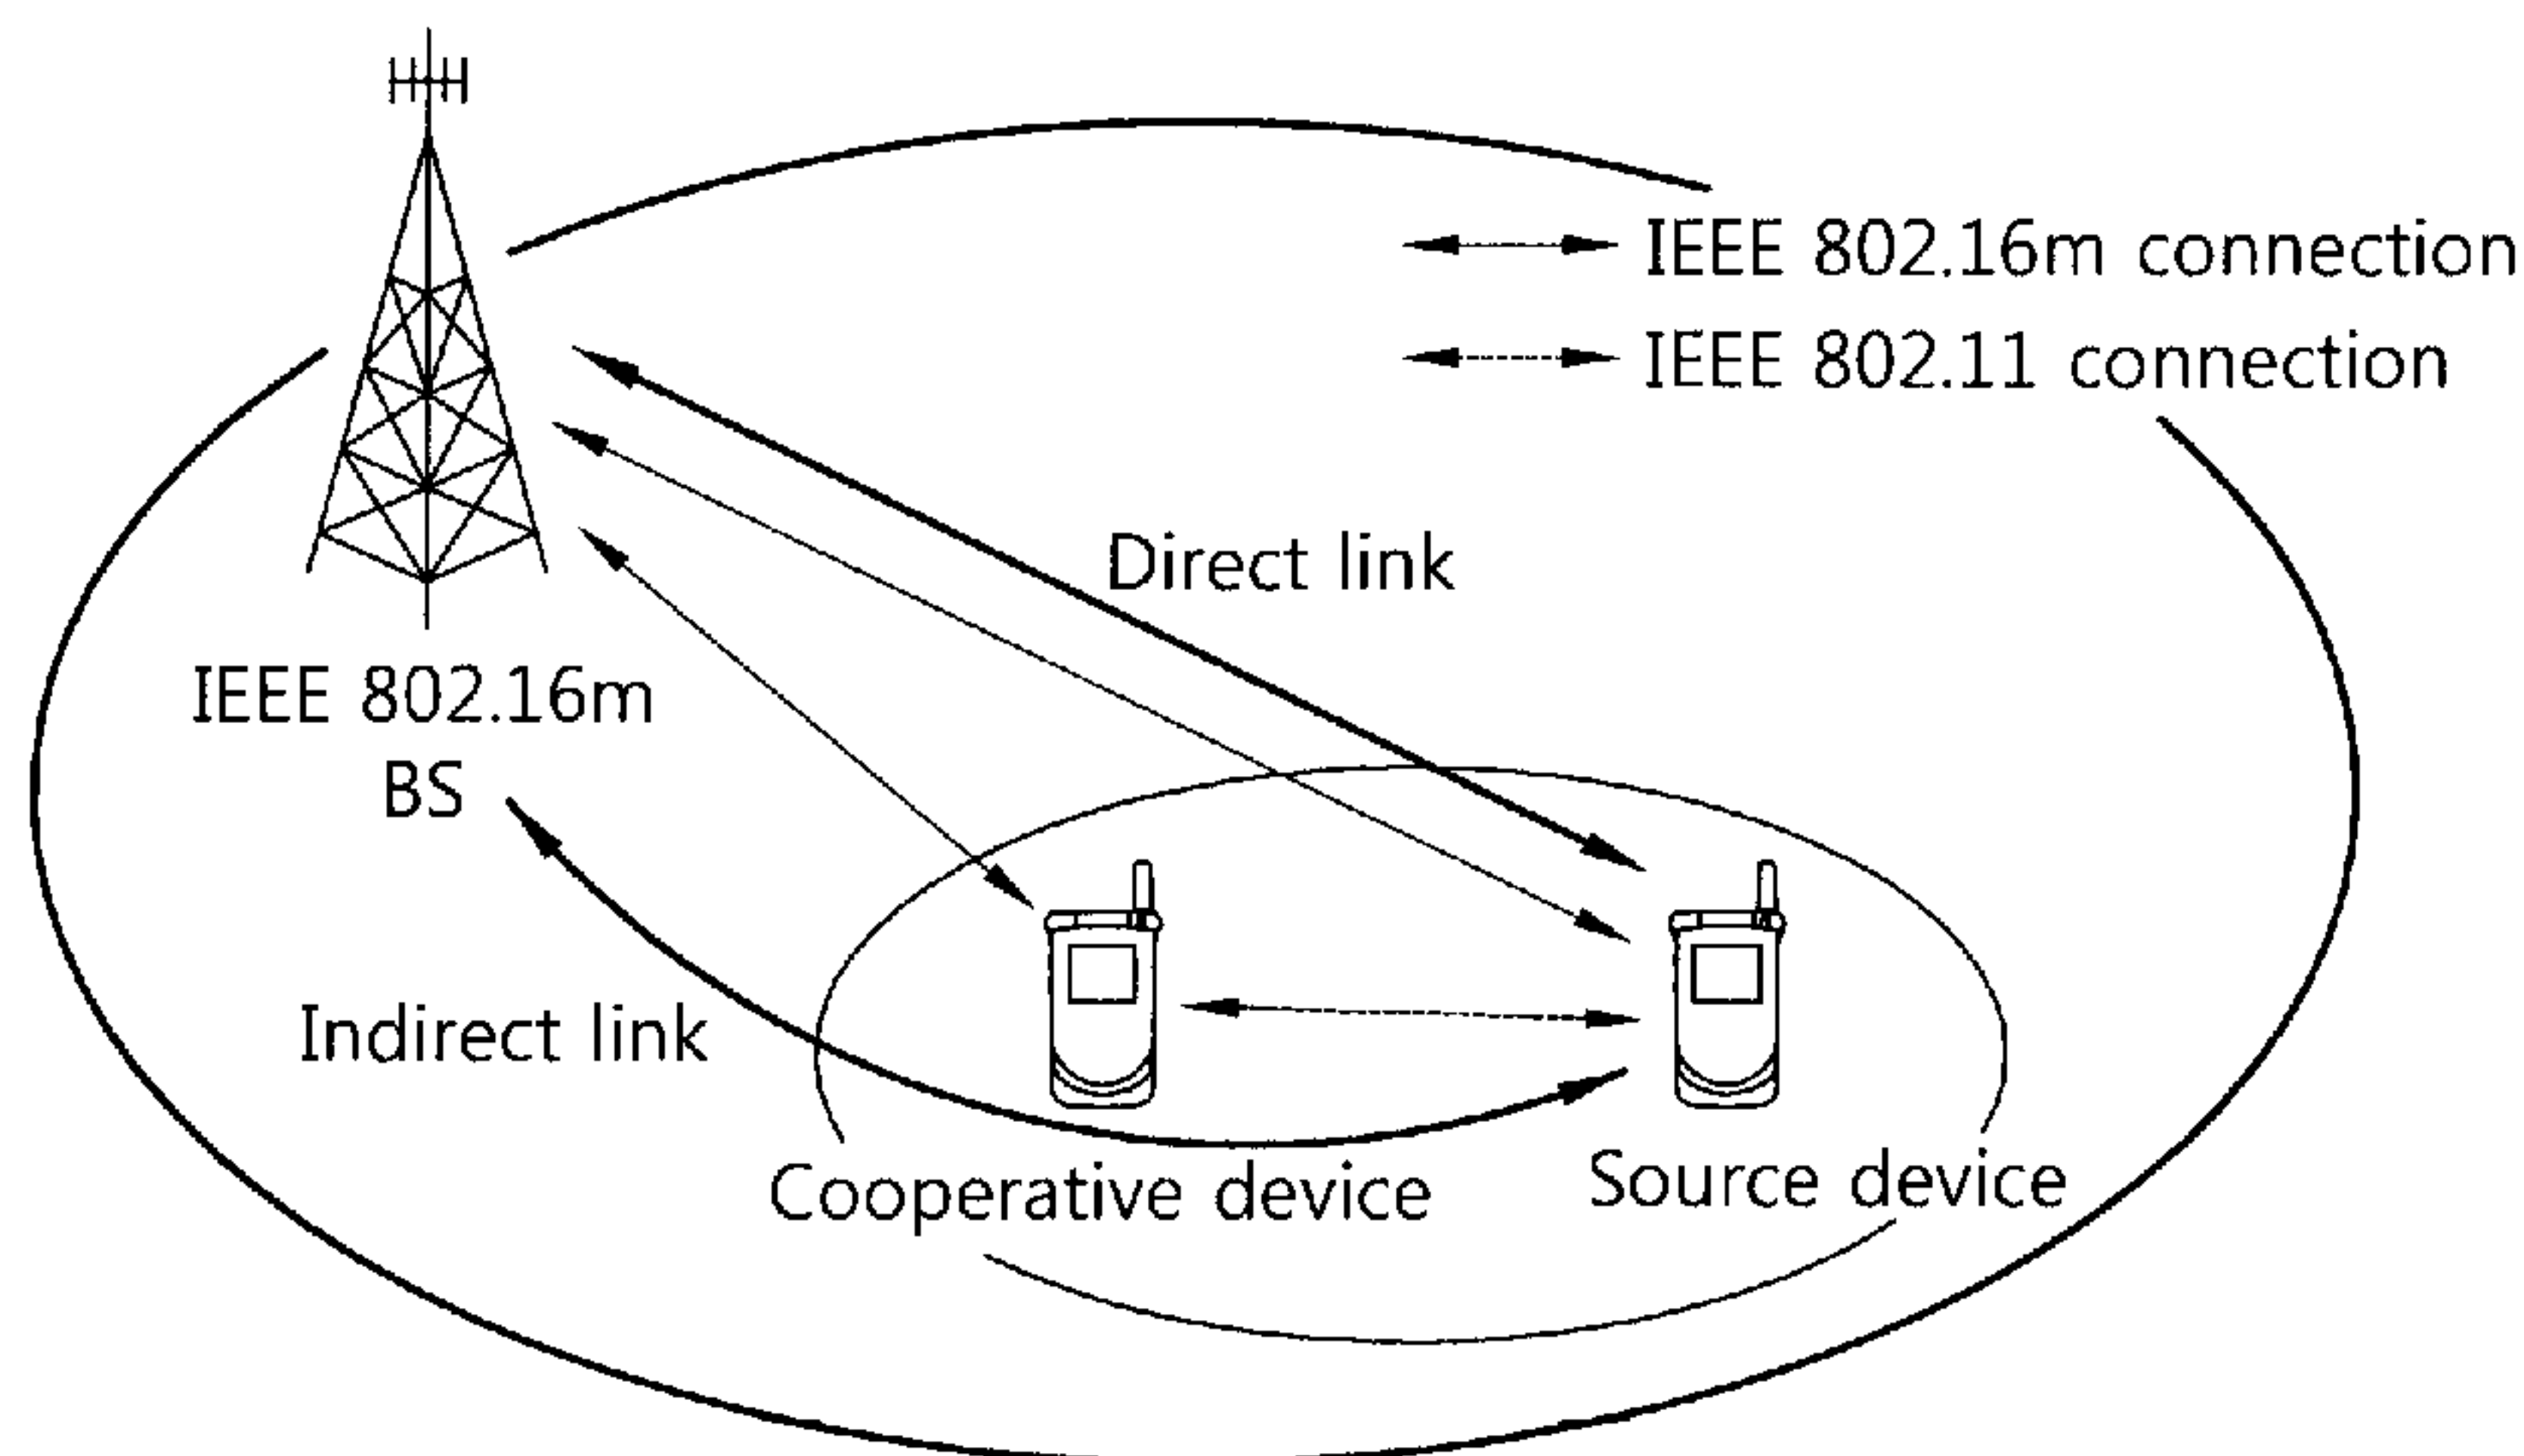 IEEE 802.16m connection
IEEE 802.11 connection
Direct link
IEEE 802.16m
BS
Indirect link
Cooperative device
Source device